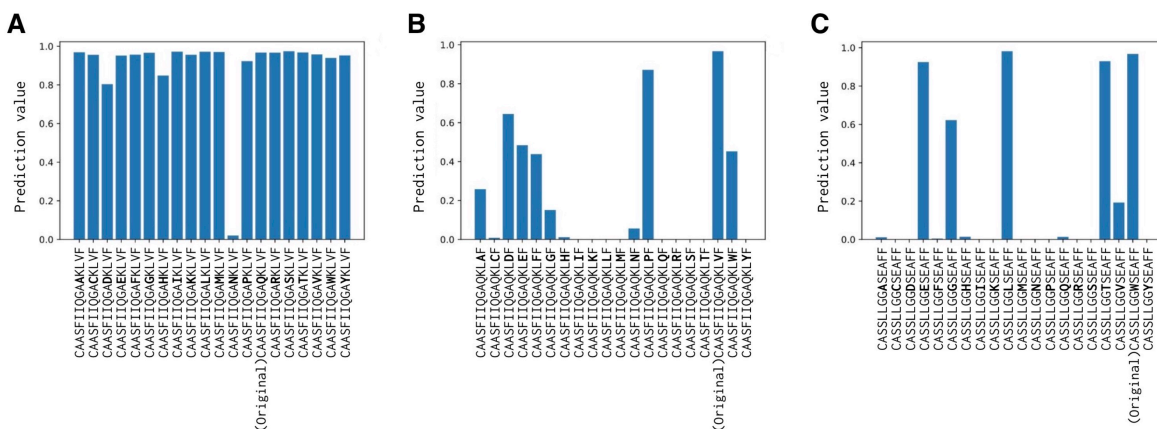 A
Prediction value
1.0
0.8
0.6
0.4
0.2
0.0
CAASFIIQGAAKLVF
CAASFIIQGACKLVF
CAASFIIQGADKLVF
CAASFIIQGAEKLVF
CAASFIIQGAFKLVF
CAASFIIQGAGKLVF
CAASFIIQGAHKLVF
CAASFIIQGAIKLVF
CAASFIIQGAKKLVF
CAASFIIQGALKLVF
CAASFIIQGAMKLVF
CAASFIIQGANKLVF
CAASFIIQGAPKLVF
(Original)CAASFIIQGAQKLVF
CAASFIIQGARKLVF
CAASFIIQGASKLVF
CAASFIIQGATKLVF
CAASFIIQGAVKLVF
CAASFIIQGAWKLVF
CAASFIIQGAYKLVF
B
Prediction value
1.0
0.8
0.6
0.4
0.2
0.0
CAASFIIQGAQKLAF
CAASFIIQGAQKLCF
CAASFIIQGAQKLDF
CAASFIIQGAQKLEF
CAASFIIQGAQKLFF
CAASFIIQGAQKLGF
CAASFIIQGAQKLHF
CAASFIIQGAQKLIF
CAASFIIQGAQKLKF
CAASFIIQGAQKLLF
CAASFIIQGAQKLMF
CAASFIIQGAQKLNF
CAASFIIQGAQKLPF
CAASFIIQGAQKLQF
CAASFIIQGAQKLRF
CAASFIIQGAQKLSF
CAASFIIQGAQKLTF
(Original)CAASFIIQGAQKLVF
CAASFIIQGAQKLWF
CAASFIIQGAQKLYF
C
Prediction value
1.0
0.8
0.6
0.4
0.2
0.0
CASSLLGGASEAFF
CASSLLGGCSEAFF
CASSLLGGDSEAFF
CASSLLGGESEAFF
CASSLLGGFSEAFF
CASSLLGGGSEAFF
CASSLLGGHSEAFF
CASSLLGGISEAFF
CASSLLGGKSEAFF
CASSLLGGLSEAFF
CASSLLGGMSEAFF
CASSLLGGNSEAFF
CASSLLGGPSEAFF
CASSLLGGQSEAFF
CASSLLGGRSEAFF
CASSLLGGSSEAFF
CASSLLGGTSEAFF
CASSLLGGVSEAFF
(Original)CASSLLGGWSEAFF
CASSLLGGYSEAFF